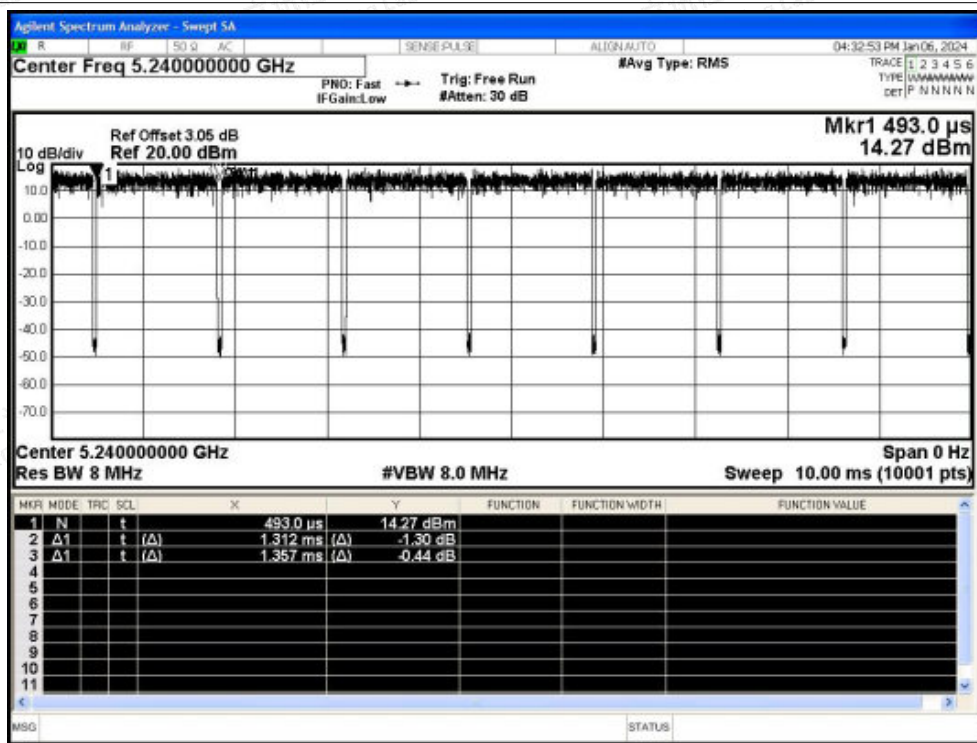 Agilent Spectrum Analyzer - Swept SA
R RF 50 Ω AC SENSE:PULSE ALIGNAUTO 04:32:53 PM Jan 06, 2024
Center Freq 5.240000000 GHz #Avg Type: RMS TRACE 1 2 3 4 5 6
PNO: Fast Trig: Free Run TYPE
IFGain:Low #Atten: 30 dB DET P N N N N N
Mkr1 493.0 µs
Ref Offset 3.05 dB
10 dB/div Ref 20.00 dBm 14.27 dBm
Log
1
10.0
0.00
-10.0
-20.0
-30.0
-40.0
-50.0
-60.0
-70.0
Center 5.240000000 GHz Span 0 Hz
Res BW 8 MHz #VBW 8.0 MHz Sweep 10.00 ms (10001 pts)
MKR MODE TRC SCL X Y FUNCTION FUNCTION WIDTH FUNCTION VALUE
1 N t 493.0 µs 14.27 dBm
2 Δ1 t (Δ) 1.312 ms (Δ) -1.30 dB
3 Δ1 t (Δ) 1.357 ms (Δ) -0.44 dB
4
5
6
7
8
9
10
11
MSG STATUS